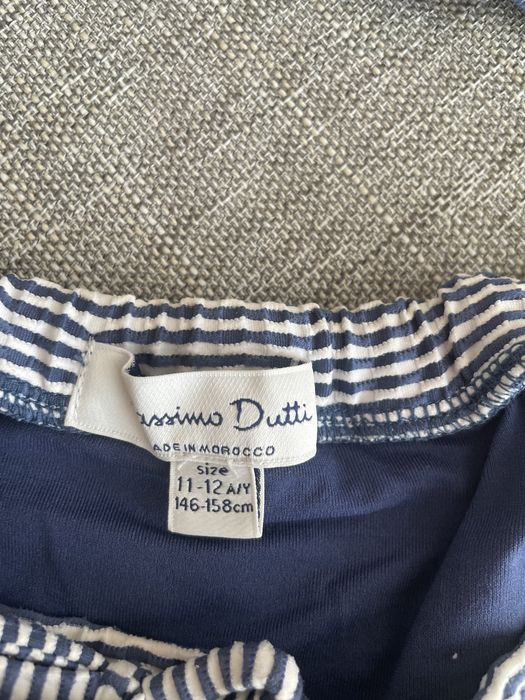 assimo Dutti
ADE IN MOROCCO
size
11-12 A/Y
146-158cm